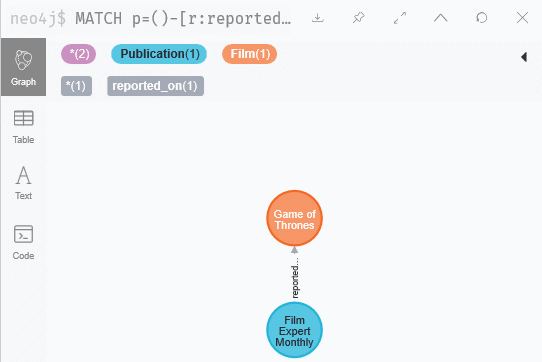 neo4j$ MATCH p=()-[r:reported…
*(2) Publication(1) Film(1)
*(1) reported_on(1)
Graph
Table
Text
Code
A
Game of
Thrones
reported…
Film
Expert
Monthly